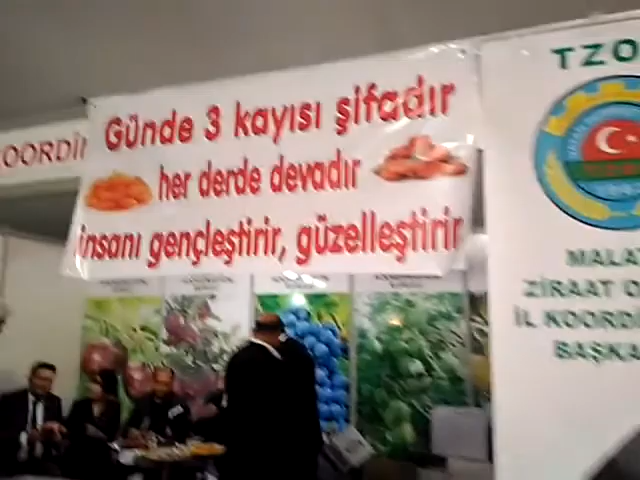 Günde 3 kayısı şifadır
her derde devadır
insanı gençleştirir, güzelleştirir
OORDİ
TZO
MALA
ZİRAAT O
İL KOORD
BAŞKA